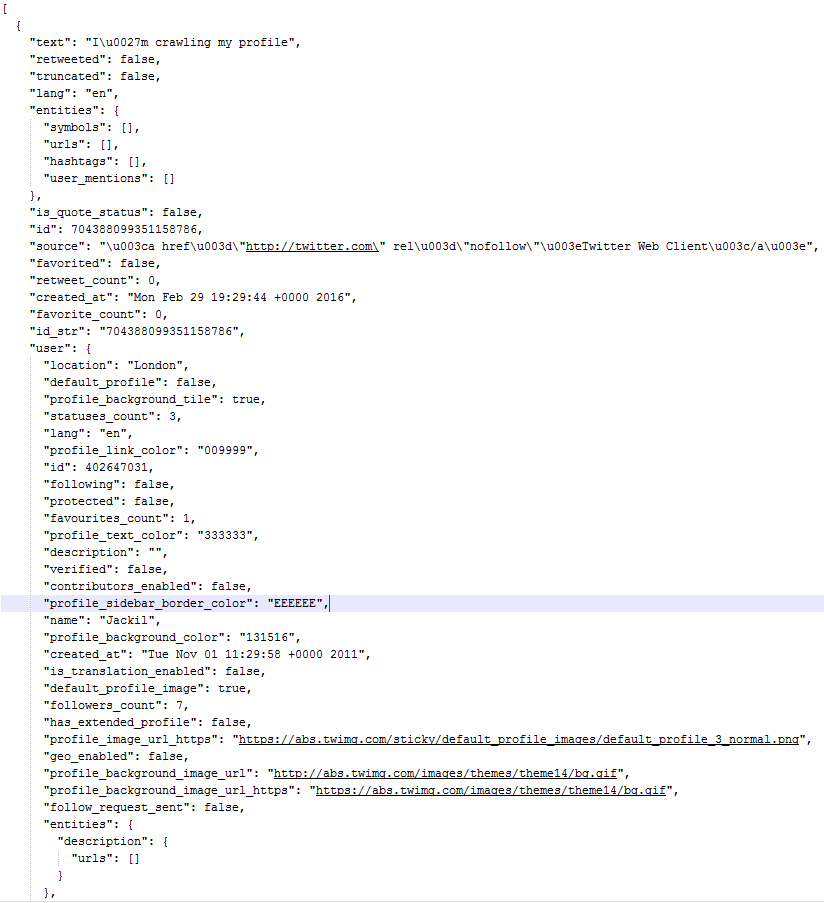 [
  {
    "text": "I\u0027m crawling my profile",
    "retweeted": false,
    "truncated": false,
    "lang": "en",
    "entities": {
      "symbols": [],
      "urls": [],
      "hashtags": [],
      "user_mentions": []
    },
    "is_quote_status": false,
    "id": 704388099351158786,
    "source": "\u003ca href\u003d\"http://twitter.com\" rel\u003d\"nofollow\"\u003eTwitter Web Client\u003c/a\u003e",
    "favorited": false,
    "retweet_count": 0,
    "created_at": "Mon Feb 29 19:29:44 +0000 2016",
    "favorite_count": 0,
    "id_str": "704388099351158786",
    "user": {
      "location": "London",
      "default_profile": false,
      "profile_background_tile": true,
      "statuses_count": 3,
      "lang": "en",
      "profile_link_color": "009999",
      "id": 402647031,
      "following": false,
      "protected": false,
      "favourites_count": 1,
      "profile_text_color": "333333",
      "description": "",
      "verified": false,
      "contributors_enabled": false,
      "profile_sidebar_border_color": "EEEEEE",
      "name": "Jackil",
      "profile_background_color": "131516",
      "created_at": "Tue Nov 01 11:29:58 +0000 2011",
      "is_translation_enabled": false,
      "default_profile_image": true,
      "followers_count": 7,
      "has_extended_profile": false,
      "profile_image_url_https": "https://abs.twimg.com/sticky/default_profile_images/default_profile_3_normal.png",
      "geo_enabled": false,
      "profile_background_image_url": "http://abs.twimg.com/images/themes/theme14/bg.gif",
      "profile_background_image_url_https": "https://abs.twimg.com/images/themes/theme14/bg.gif",
      "follow_request_sent": false,
      "entities": {
        "description": {
          "urls": []
        }
      },